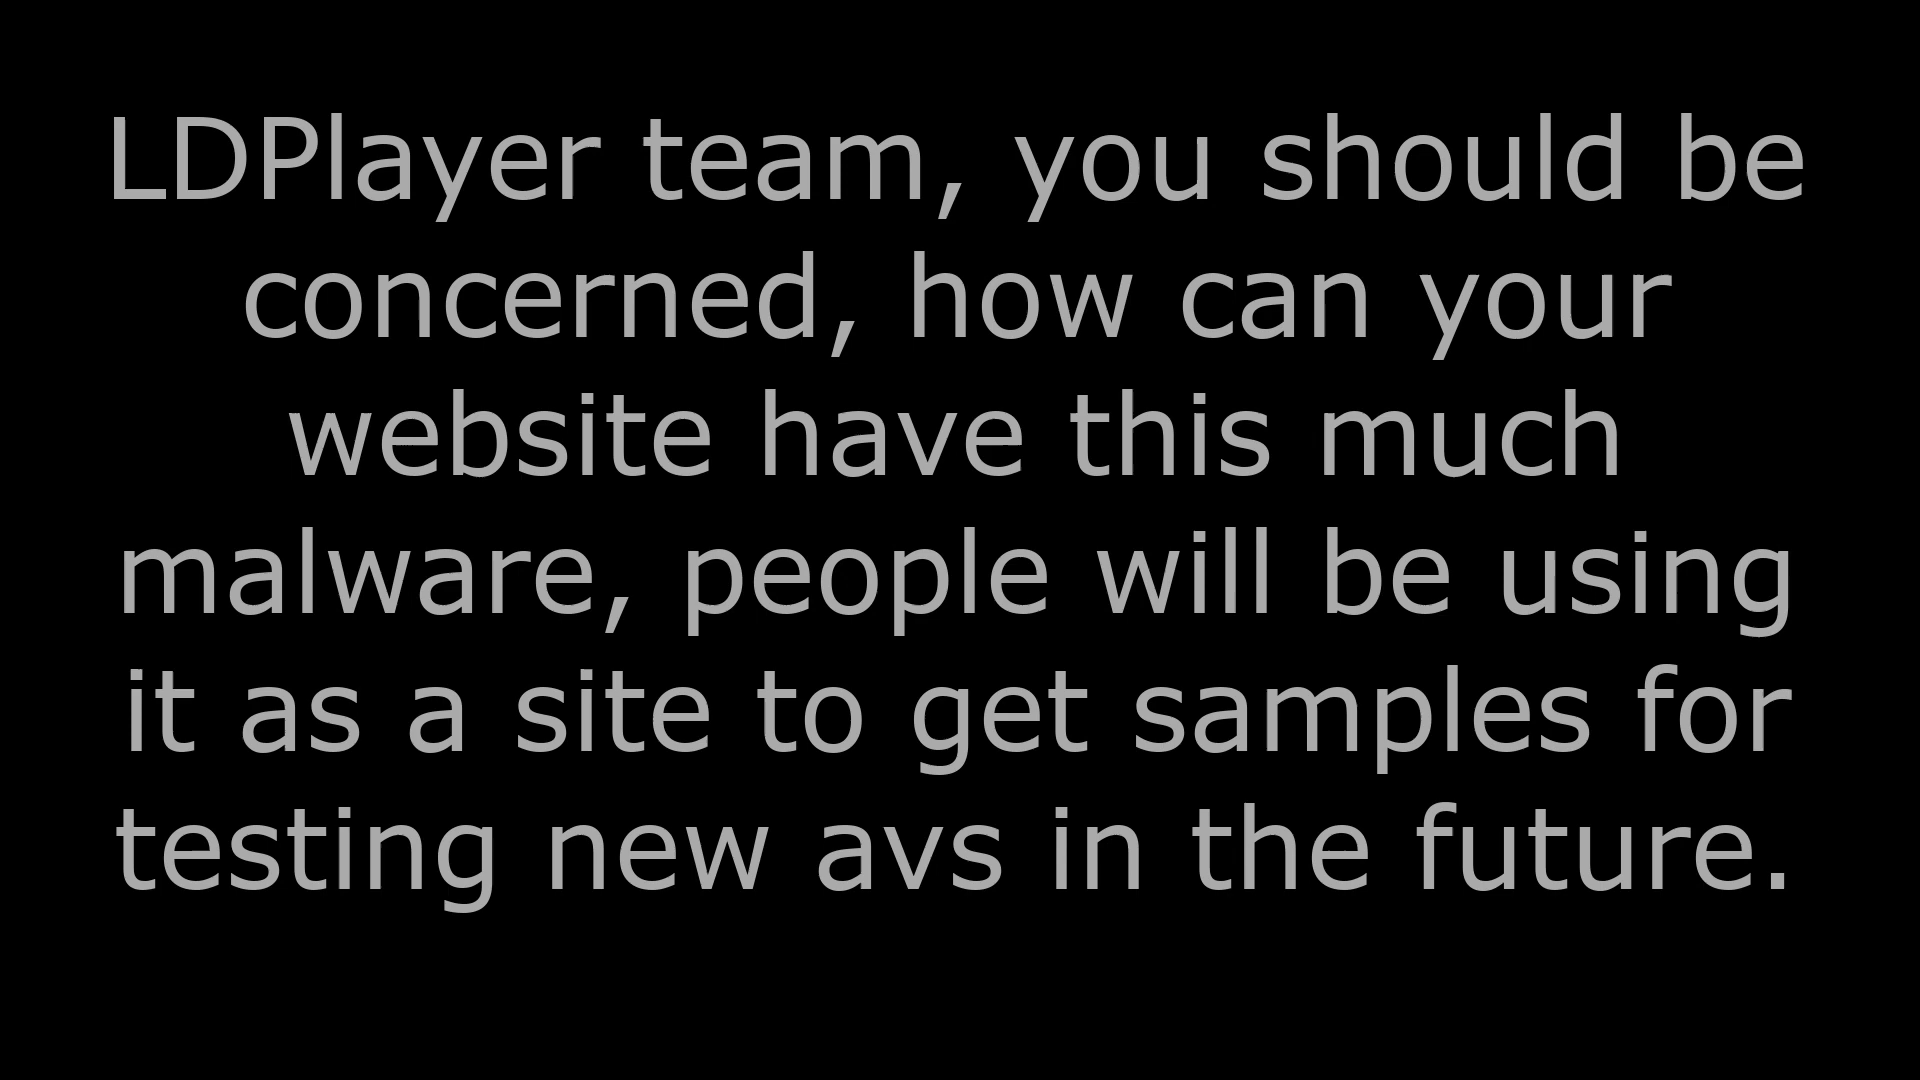 LDPlayer team, you should be
concerned, how can your
website have this much
malware, people will be using
it as a site to get samples for
testing new avs in the future.